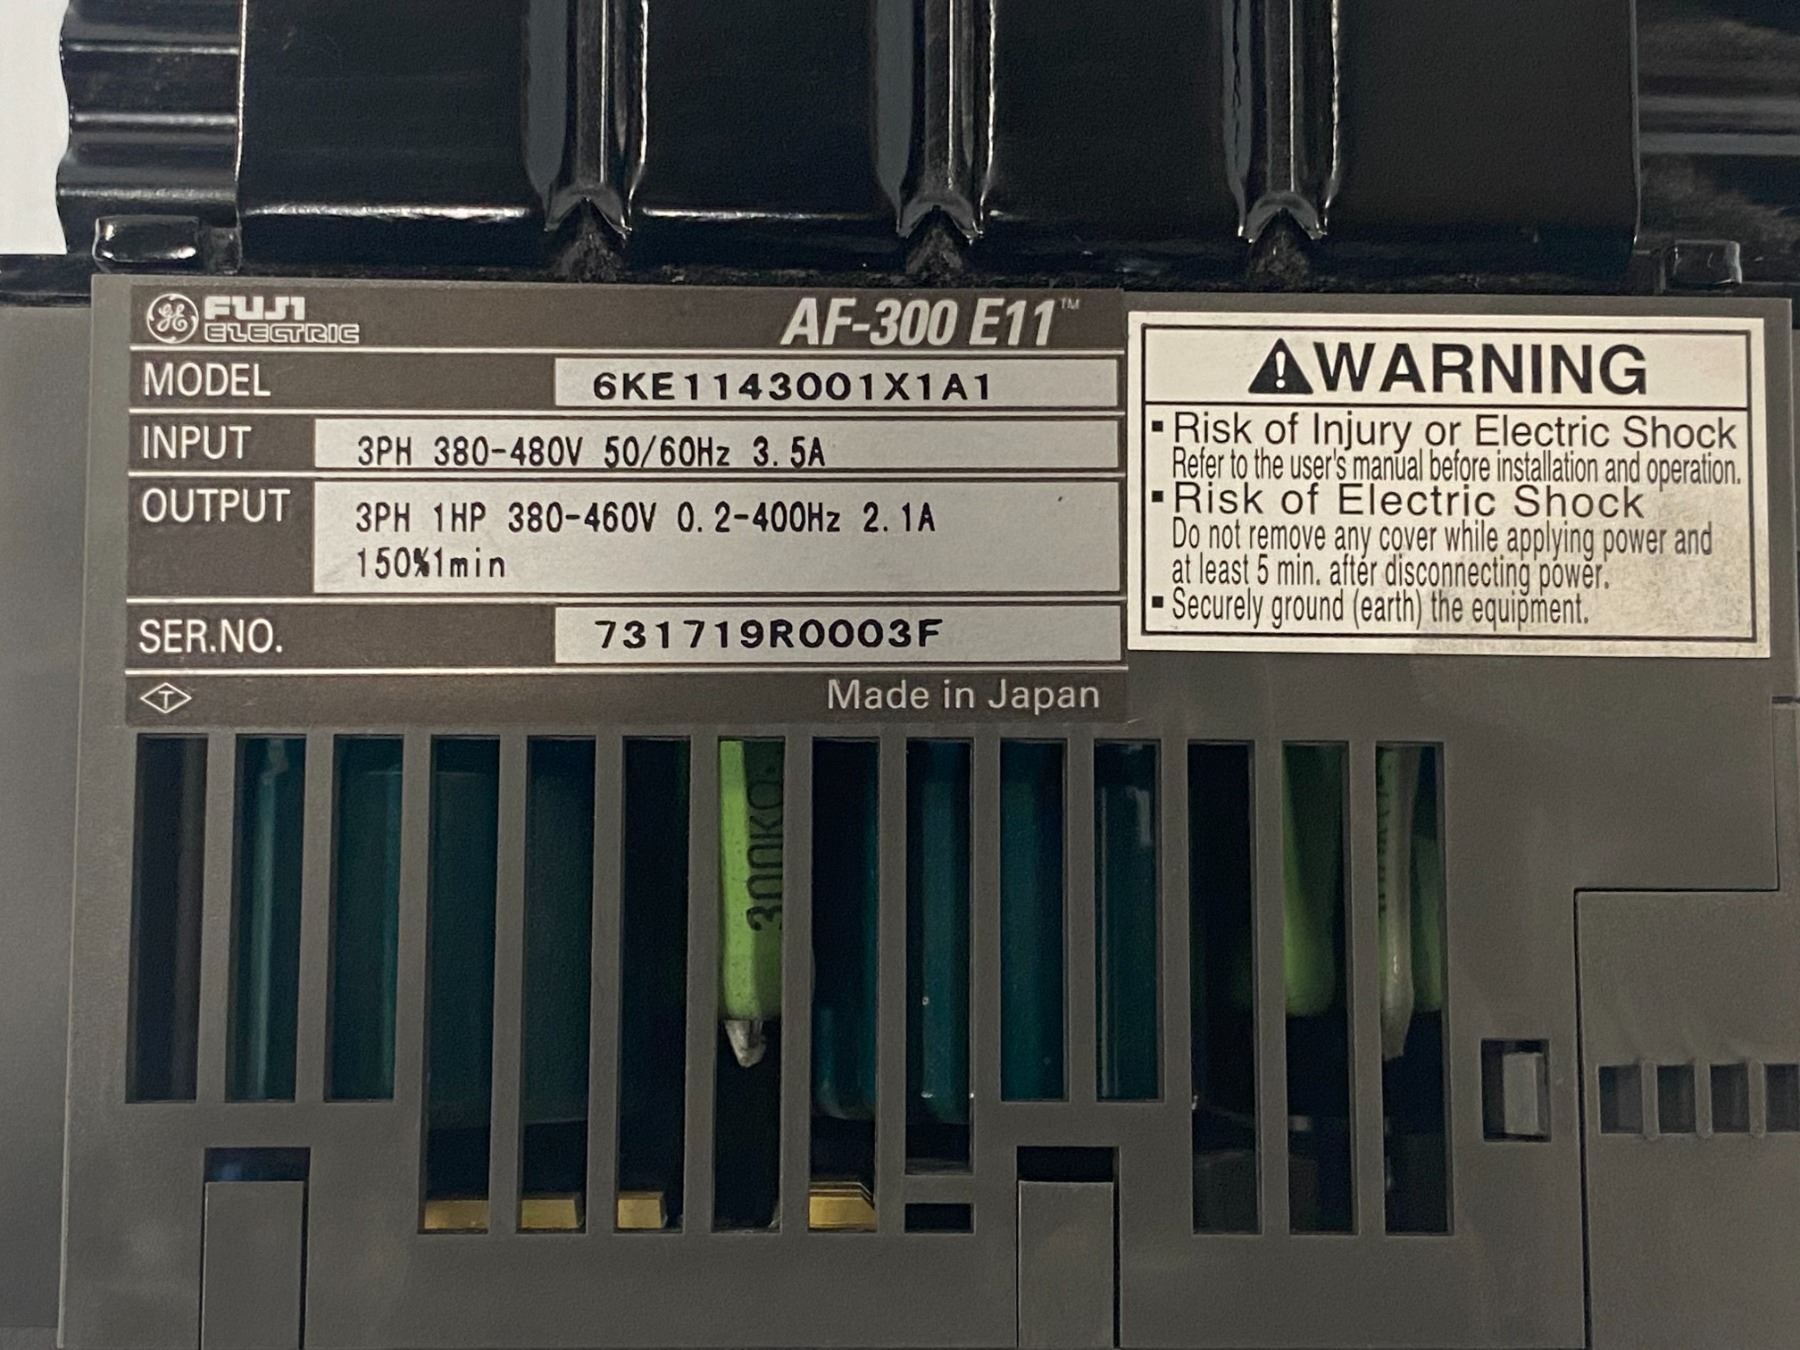 GE FUJI
ELECTRIC
AF-300 E11™
MODEL 6KE1143001X1A1
INPUT 3PH 380-480V 50/60Hz 3.5A
OUTPUT 3PH 1HP 380-460V 0.2-400Hz 2.1A
150%1min
SER.NO. 731719R0003F
T Made in Japan
WARNING
▪ Risk of Injury or Electric Shock
Refer to the user's manual before installation and operation.
▪ Risk of Electric Shock
Do not remove any cover while applying power and
at least 5 min. after disconnecting power.
▪ Securely ground (earth) the equipment.